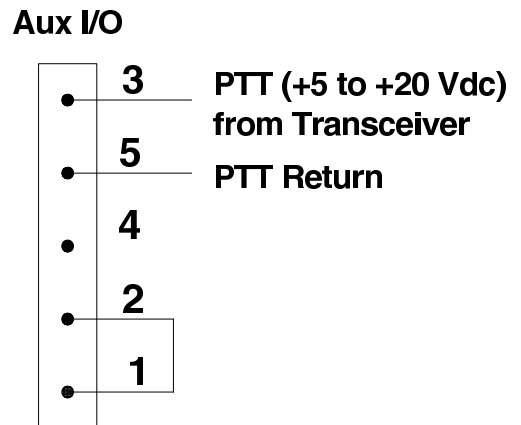 Aux I/O
3 PTT (+5 to +20 Vdc)
from Transceiver
5 PTT Return
4
2
1